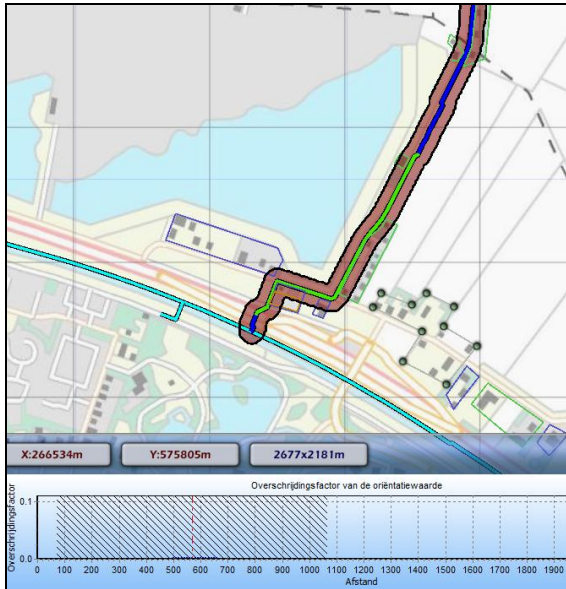 X:266534m Y:575805m 2677x2181m
Overschrijdingsfactor van de oriëntatiewaarde
Overschrijdingsfactor
0.1
0.0
0 100 200 300 400 500 600 700 800 900 1000 1100 1200 1300 1400 1500 1600 1700 1800 1900
Afstand